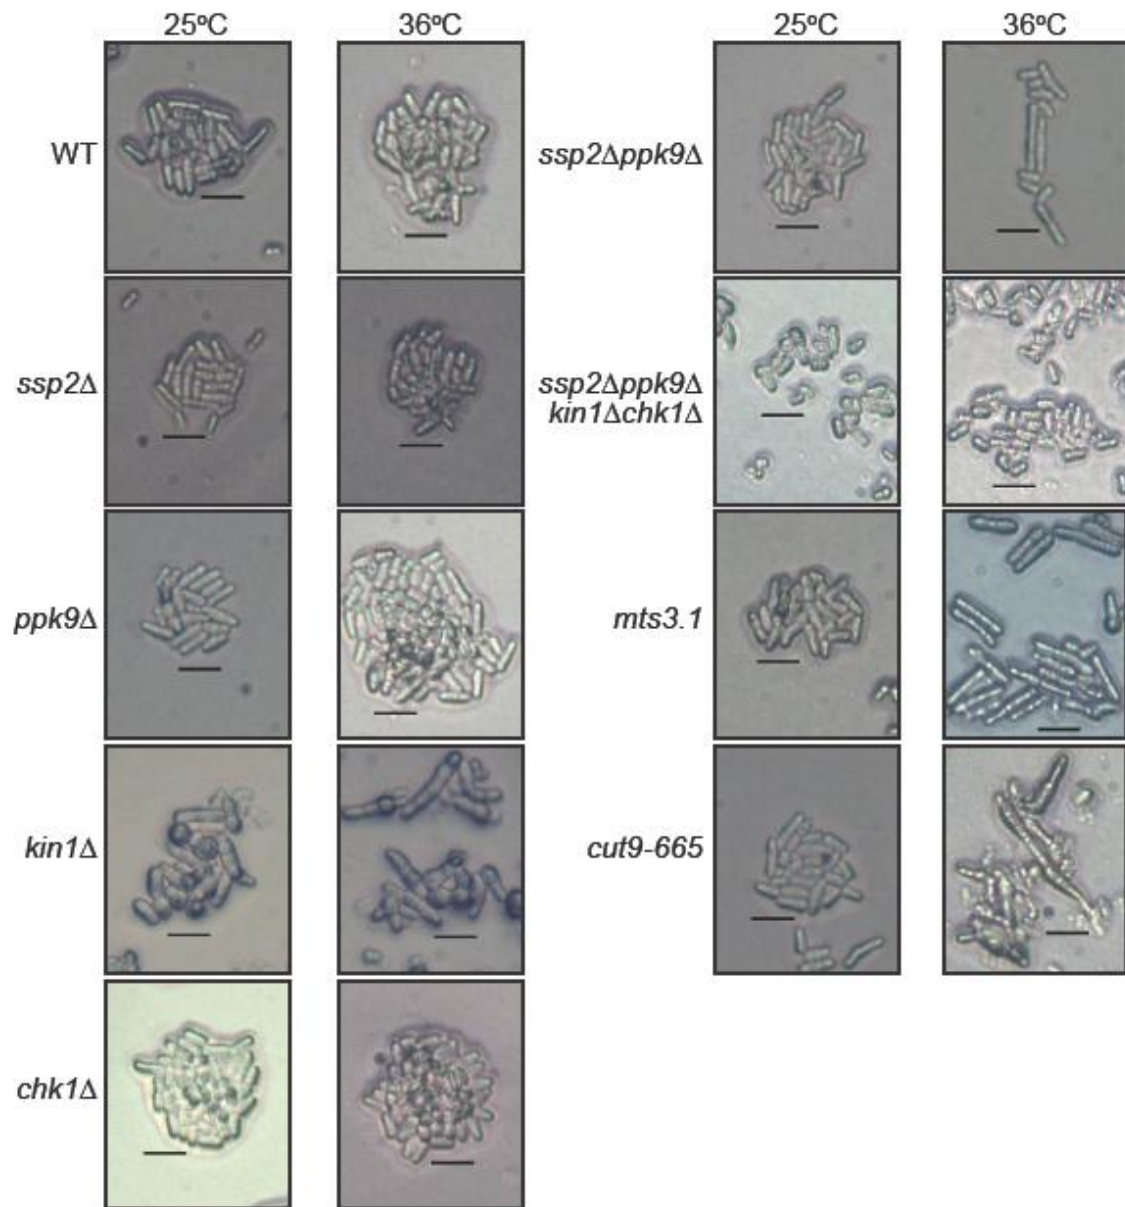 25ºC 36ºC 25ºC 36ºC
WT
ssp2Δppk9Δ
ssp2Δ
ssp2Δppk9Δ
kin1Δchk1Δ
ppk9Δ
mts3.1
kin1Δ
cut9-665
chk1Δ